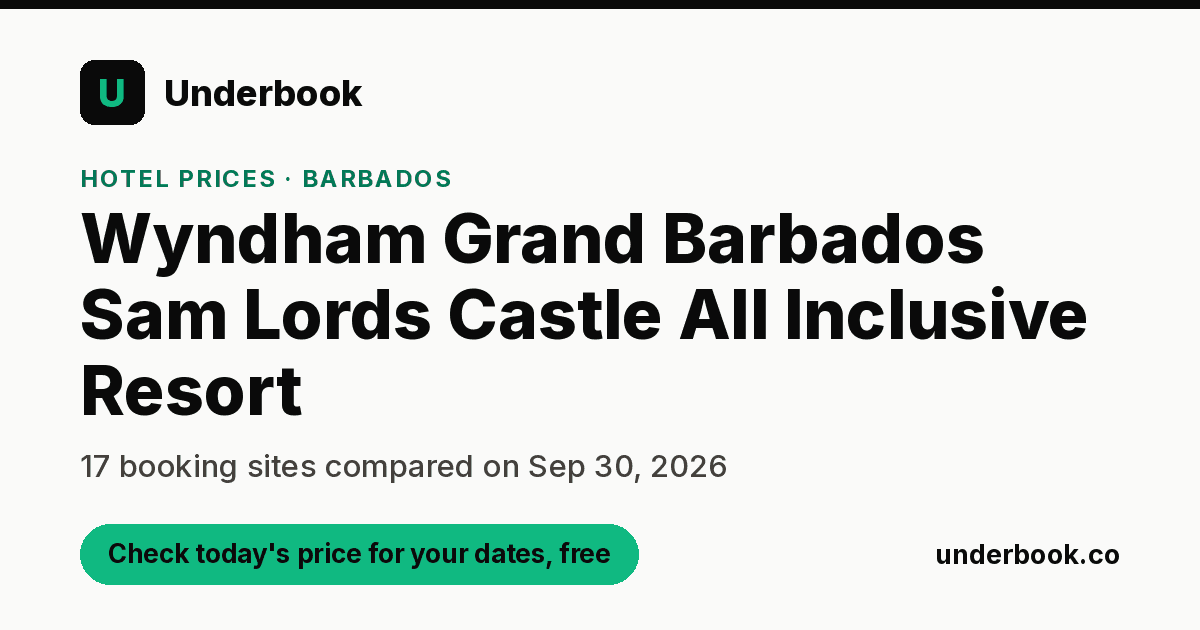 U Underbook
HOTEL PRICES · BARBADOS
Wyndham Grand Barbados
Sam Lords Castle All Inclusive
Resort
17 booking sites compared on Sep 30, 2026
Check today's price for your dates, free
underbook.co